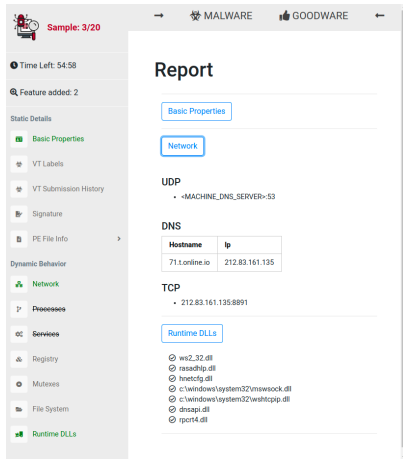 Sample: 3/20
Time Left: 54:58
Feature added: 2
Static Details
Basic Properties
VT Labels
VT Submission History
Signature
PE File Info
Dynamic Behavior
Network
Processes
Services
Registry
Mutexes
File System
Runtime DLLs
MALWARE
GOODWARE
Report
Basic Properties
Network
UDP
<MACHINE_DNS_SERVER>:53
DNS
Hostname Ip
71.t.online.io 212.83.161.135
TCP
212.83.161.135:8891
Runtime DLLs
ws2_32.dll
rasadhlp.dll
hnetcfg.dll
c:\windows\system32\mswsock.dll
c:\windows\system32\wshtcpip.dll
dnsapi.dll
rpcrt4.dll